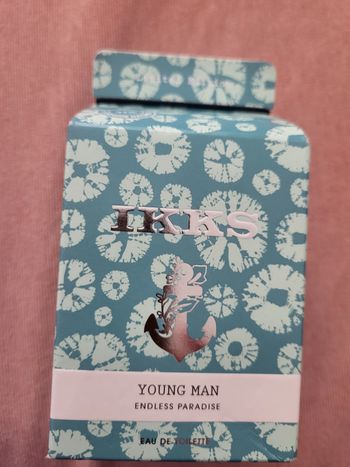 IKKS
YOUNG MAN
ENDLESS PARADISE
EAU DE TOILETTE